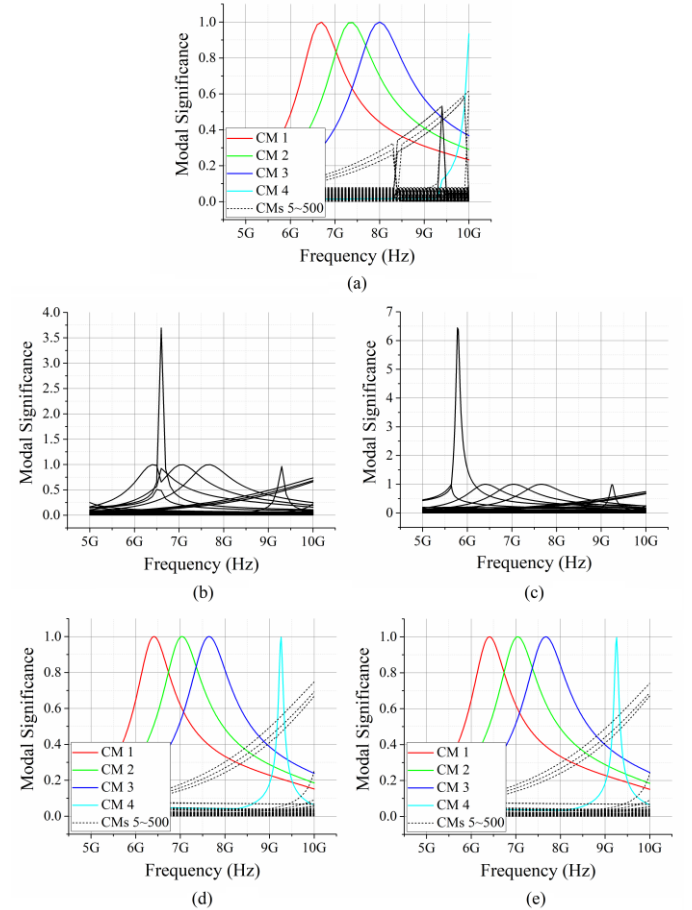 Modal Significance
1.0
0.8
0.6
0.4
0.2
0.0
CM 1
CM 2
CM 3
CM 4
CMs 5~500
5G 6G 7G 8G 9G 10G
Frequency (Hz)
(a)
Modal Significance
4.0
3.5
3.0
2.5
2.0
1.5
1.0
0.5
0.0
5G 6G 7G 8G 9G 10G
Frequency (Hz)
(b)
Modal Significance
7
6
5
4
3
2
1
0
5G 6G 7G 8G 9G 10G
Frequency (Hz)
(c)
Modal Significance
1.0
0.8
0.6
0.4
0.2
0.0
CM 1
CM 2
CM 3
CM 4
CMs 5~500
5G 6G 7G 8G 9G 10G
Frequency (Hz)
(d)
Modal Significance
1.0
0.8
0.6
0.4
0.2
0.0
CM 1
CM 2
CM 3
CM 4
CMs 5~500
5G 6G 7G 8G 9G 10G
Frequency (Hz)
(e)